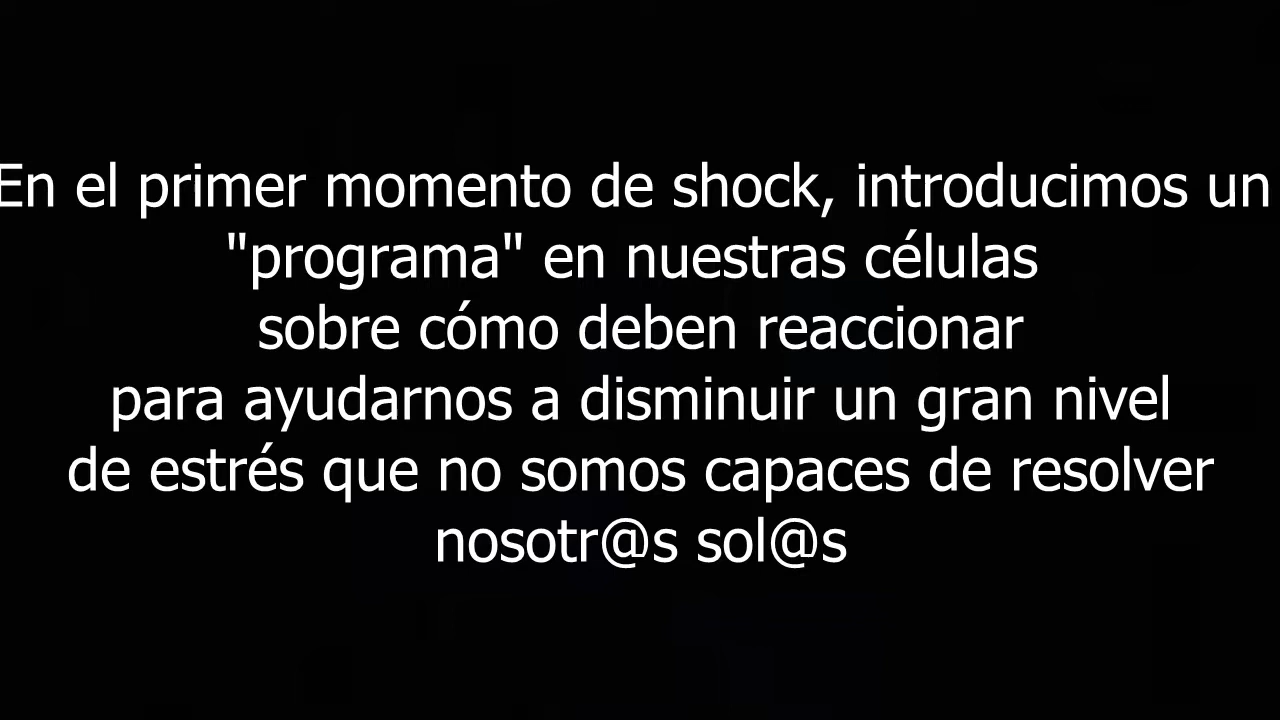 En el primer momento de shock, introducimos un
"programa" en nuestras células
sobre cómo deben reaccionar
para ayudarnos a disminuir un gran nivel
de estrés que no somos capaces de resolver
nosotr@s sol@s